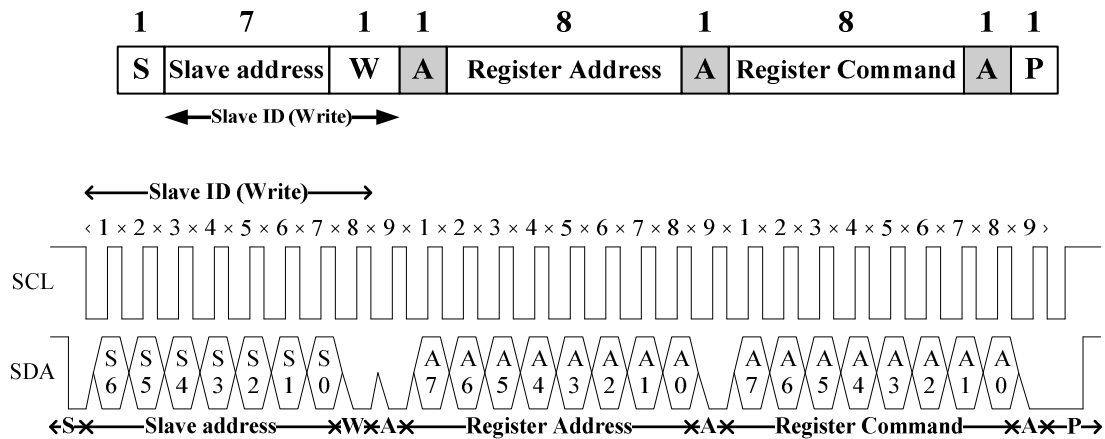 1 7 1 1 8 1 8 1 1
S Slave address W A Register Address A Register Command A P
Slave ID (Write)
Slave ID (Write)
‹ 1 × 2 × 3 × 4 × 5 × 6 × 7 × 8 × 9 × 1 × 2 × 3 × 4 × 5 × 6 × 7 × 8 × 9 × 1 × 2 × 3 × 4 × 5 × 6 × 7 × 8 × 9 ›
SCL
SDA S6 S5 S4 S3 S2 S1 S0 A7 A6 A5 A4 A3 A2 A1 A0 A7 A6 A5 A4 A3 A2 A1 A0
S Slave address W A Register Address A Register Command A P